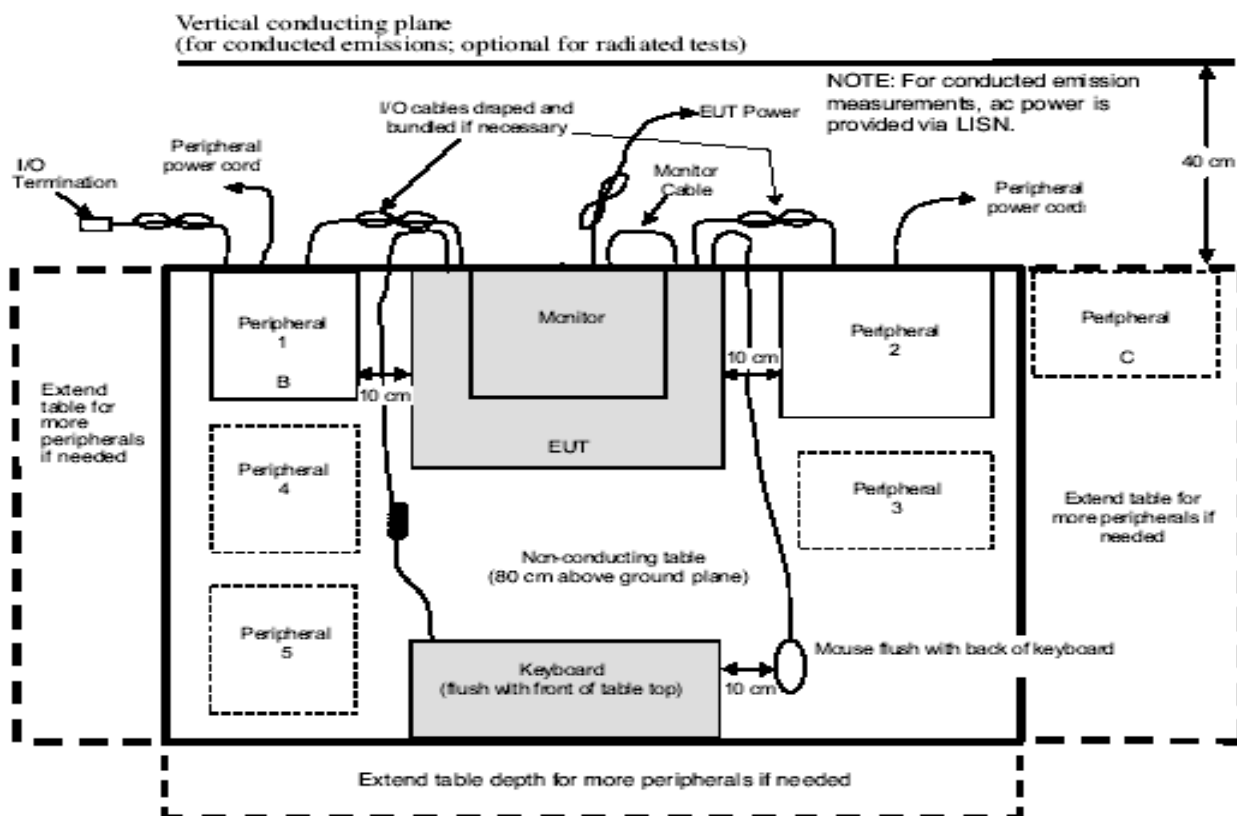 Vertical conducting plane
(for conducted emissions; optional for radiated tests)
NOTE: For conducted emission
measurements, ac power is
provided via LISN.
I/O cables draped and
bundled if necessary
EUT Power
40 cm
Peripheral
power cord
I/O
Termination
Monitor
Cable
Peripheral
power cord
Peripheral
1
B
Monitor
Peripheral
2
Peripheral
C
10 cm
10 cm
Extend
table for
more
peripherals
if needed
EUT
Peripheral
4
Peripheral
3
Extend table for
more peripherals if
needed
Non-conducting table
(80 cm above ground plane)
Peripheral
5
Mouse flush with back of keyboard
Keyboard
(flush with front of table top)
10 cm
Extend table depth for more peripherals if needed